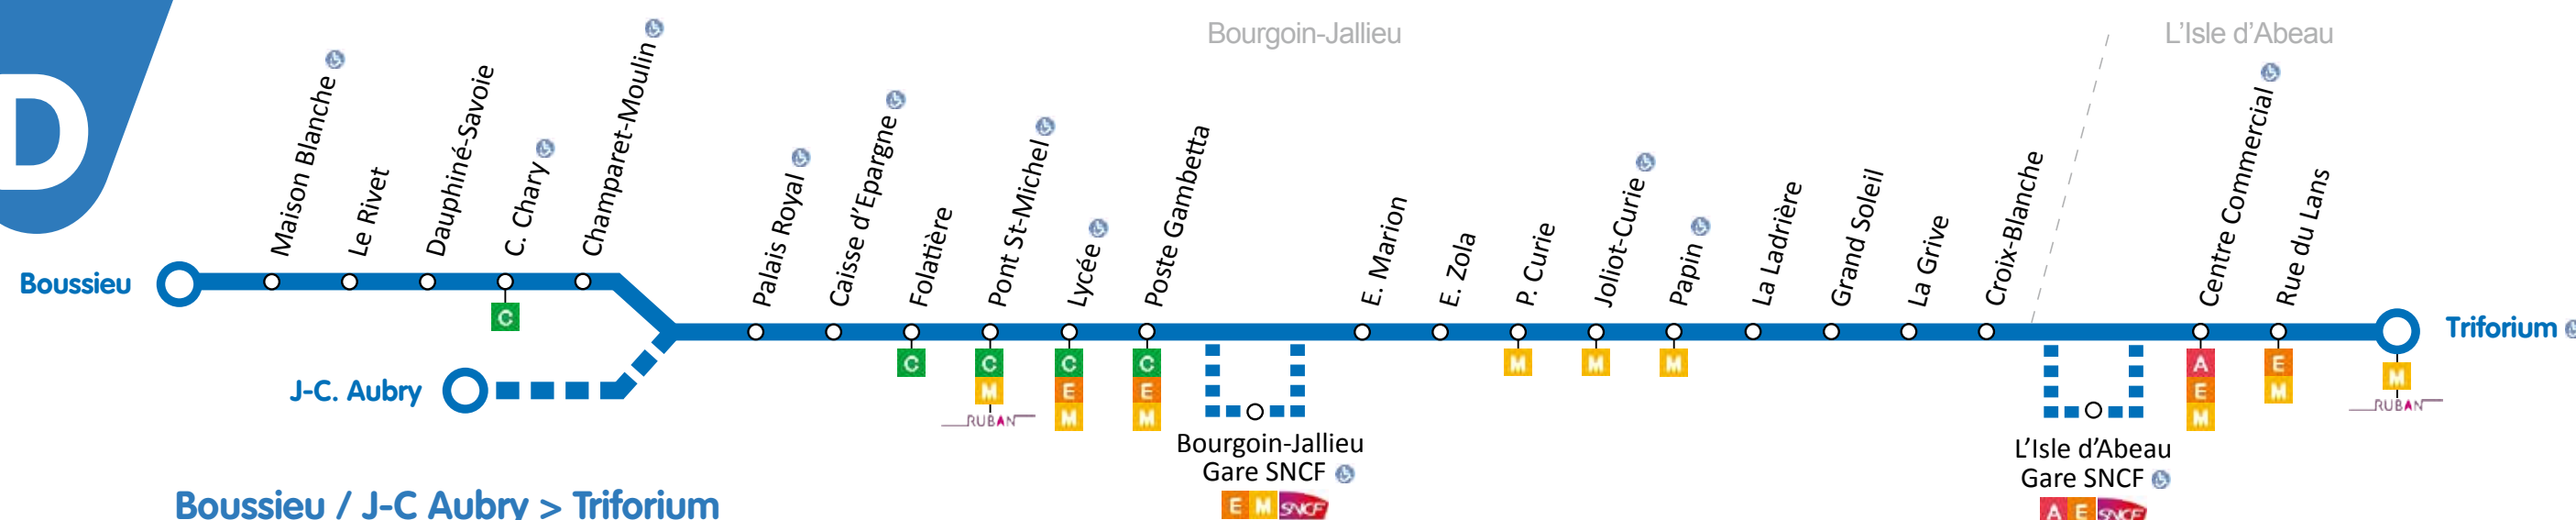 D
Bourgoin-Jallieu
L'Isle d'Abeau
Boussieu
Maison Blanche
Le Rivet
Dauphiné-Savoie
C. Chary
C
Champaret-Moulin
J-C. Aubry
Palais Royal
Caisse d'Epargne
Folatière
C
Pont St-Michel
C
M
RUBAN
Lycée
C
E
M
Poste Gambetta
C
E
M
Bourgoin-Jallieu
Gare SNCF
E M SNCF
E. Marion
E. Zola
P. Curie
M
Joliot-Curie
M
Papin
M
La Ladrière
Grand Soleil
La Grive
Croix-Blanche
L'Isle d'Abeau
Gare SNCF
A E SNCF
Centre Commercial
A
E
M
Rue du Lans
E
M
Triforium
M
RUBAN
Boussieu / J-C Aubry > Triforium